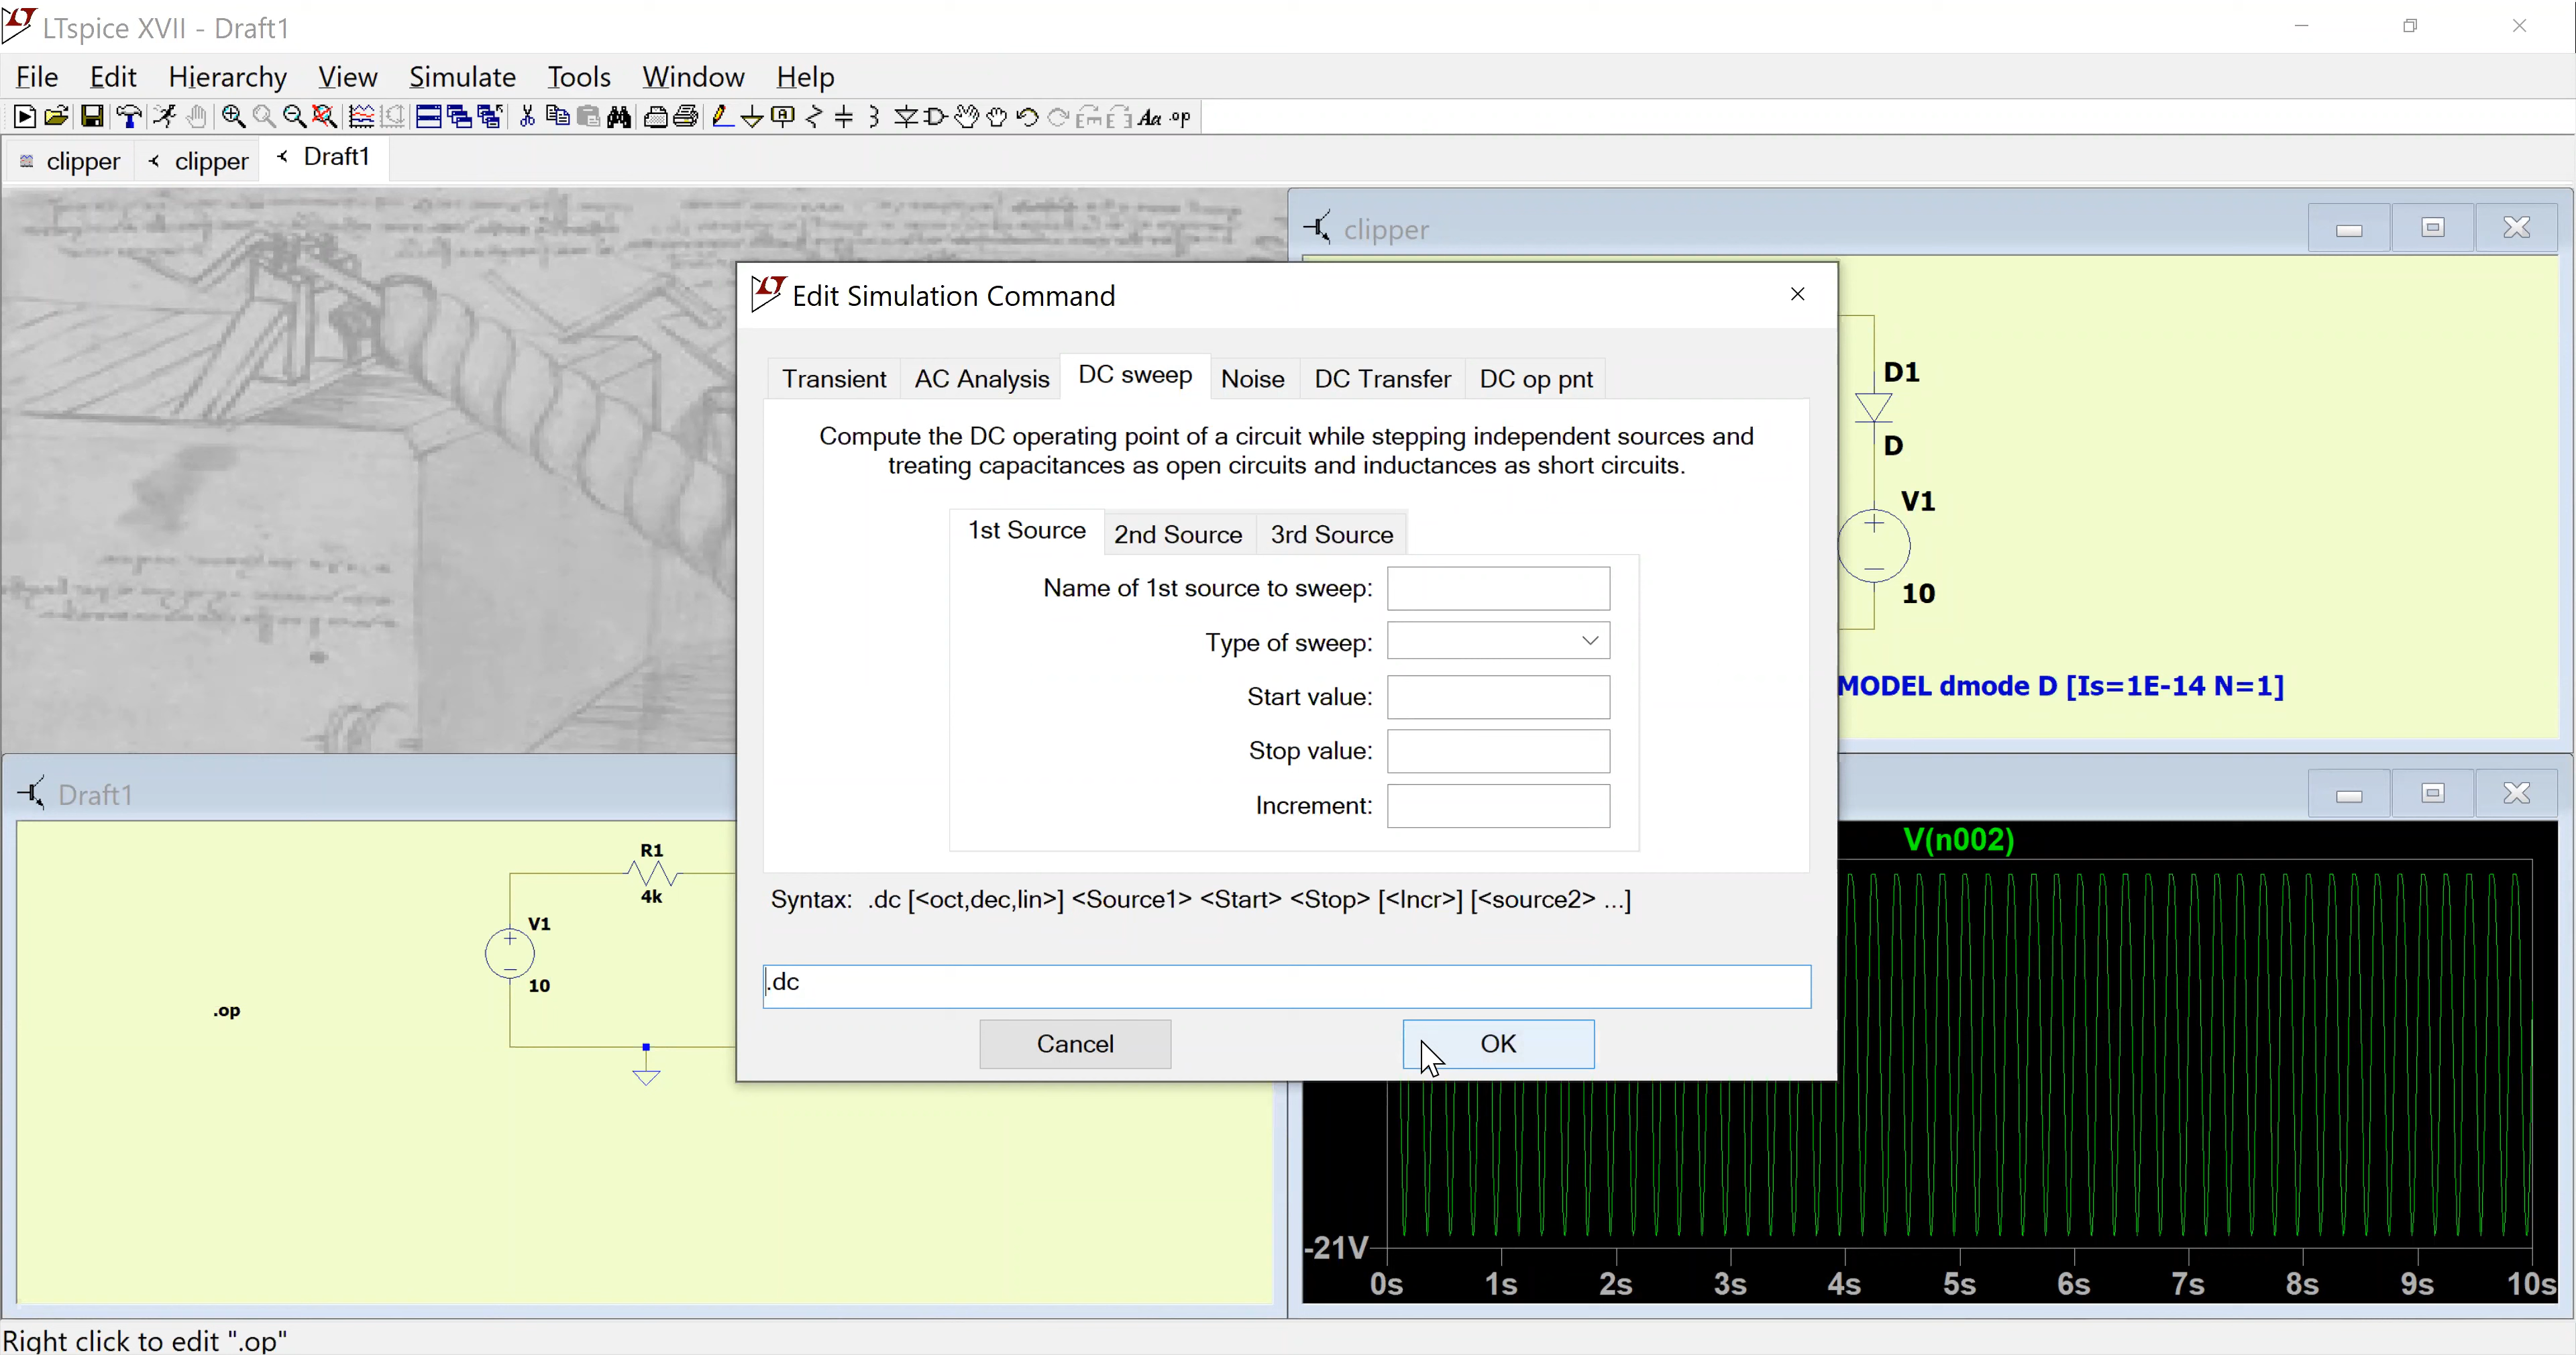 LTspice XVII - Draft1
File Edit Hierarchy View Simulate Tools Window Help
A Aa .op
clipper clipper Draft1
clipper
Edit Simulation Command
Transient AC Analysis DC sweep Noise DC Transfer DC op pnt
Compute the DC operating point of a circuit while stepping independent sources and
treating capacitances as open circuits and inductances as short circuits.
1st Source 2nd Source 3rd Source
Name of 1st source to sweep:
Type of sweep:
Start value:
Stop value:
Increment:
Syntax: .dc [<oct,dec,lin>] <Source1> <Start> <Stop> [<Incr>] [<source2> ...]
.dc
Cancel OK
D1
D
V1
10
MODEL dmode D [Is=1E-14 N=1]
Draft1
R1
4k
V1
10
.op
V(n002)
-21V
0s 1s 2s 3s 4s 5s 6s 7s 8s 9s 10s
Right click to edit ".op"